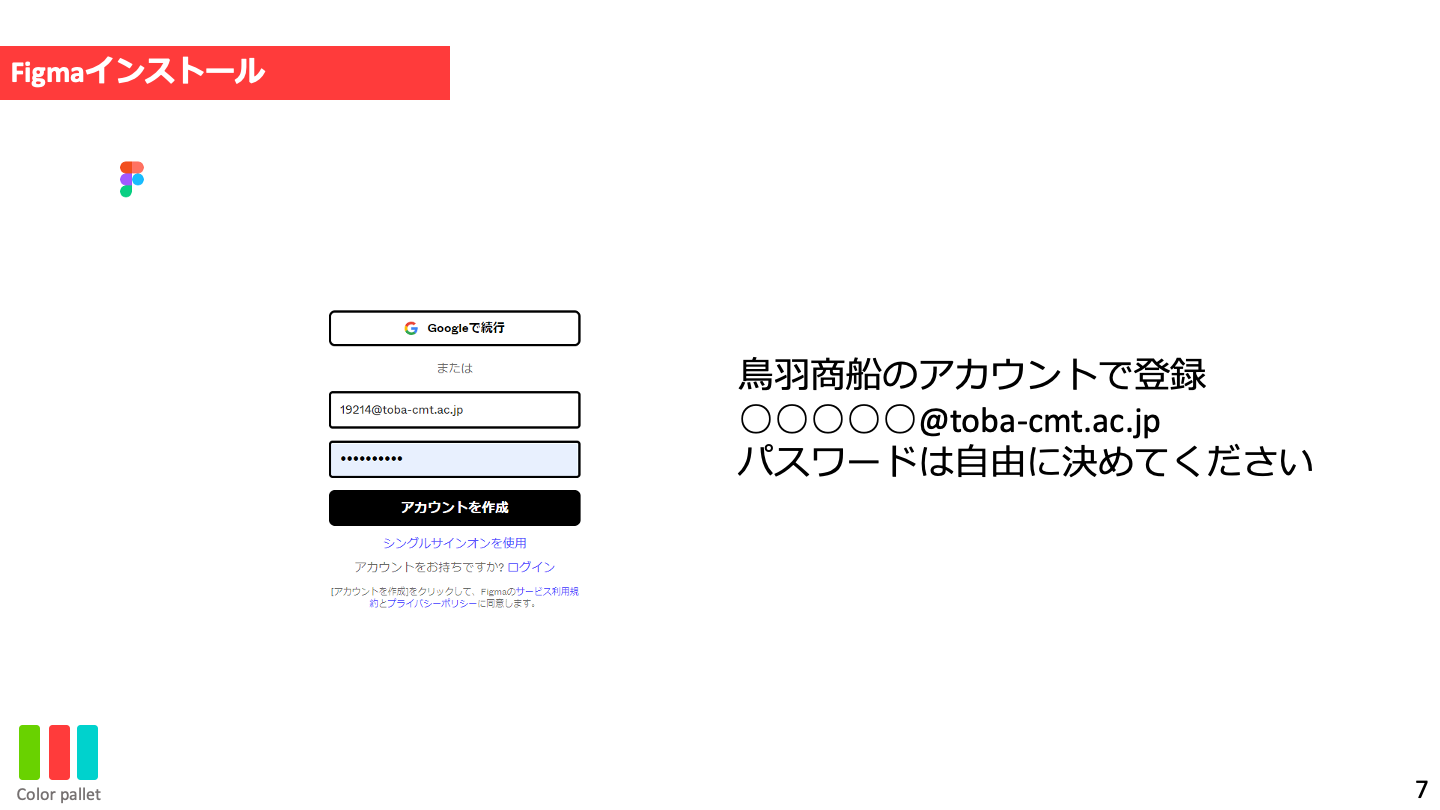 Figmaインストール
Googleで続行
または
19214@toba-cmt.ac.jp
••••••••••
アカウントを作成
シングルサインオンを使用
アカウントをお持ちですか? ログイン
[アカウントを作成]をクリックして、Figmaのサービス利用規
約とプライバシーポリシーに同意します。
鳥羽商船のアカウントで登録
〇〇〇〇〇@toba-cmt.ac.jp
パスワードは自由に決めてください
Color pallet
7